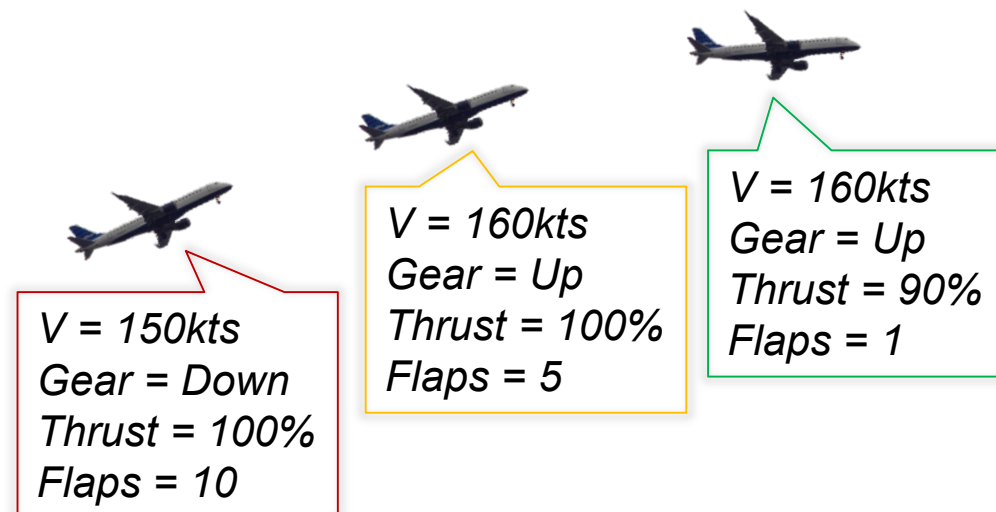 V = 150kts
Gear = Down
Thrust = 100%
Flaps = 10
V = 160kts
Gear = Up
Thrust = 100%
Flaps = 5
V = 160kts
Gear = Up
Thrust = 90%
Flaps = 1